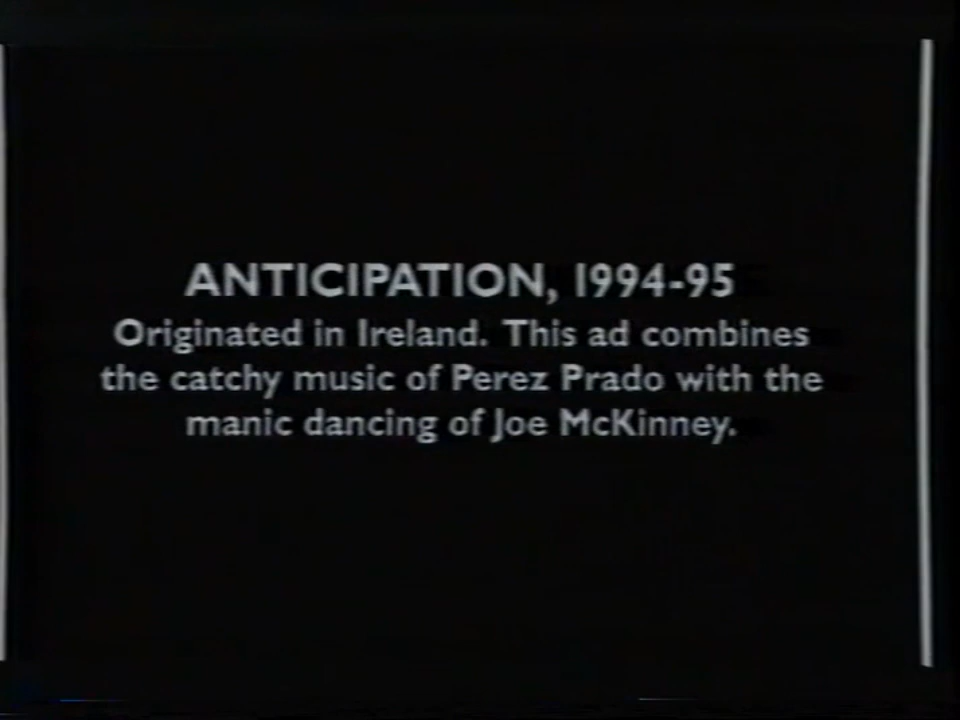 ANTICIPATION, 1994-95
Originated in Ireland. This ad combines
the catchy music of Perez Prado with the
manic dancing of Joe McKinney.